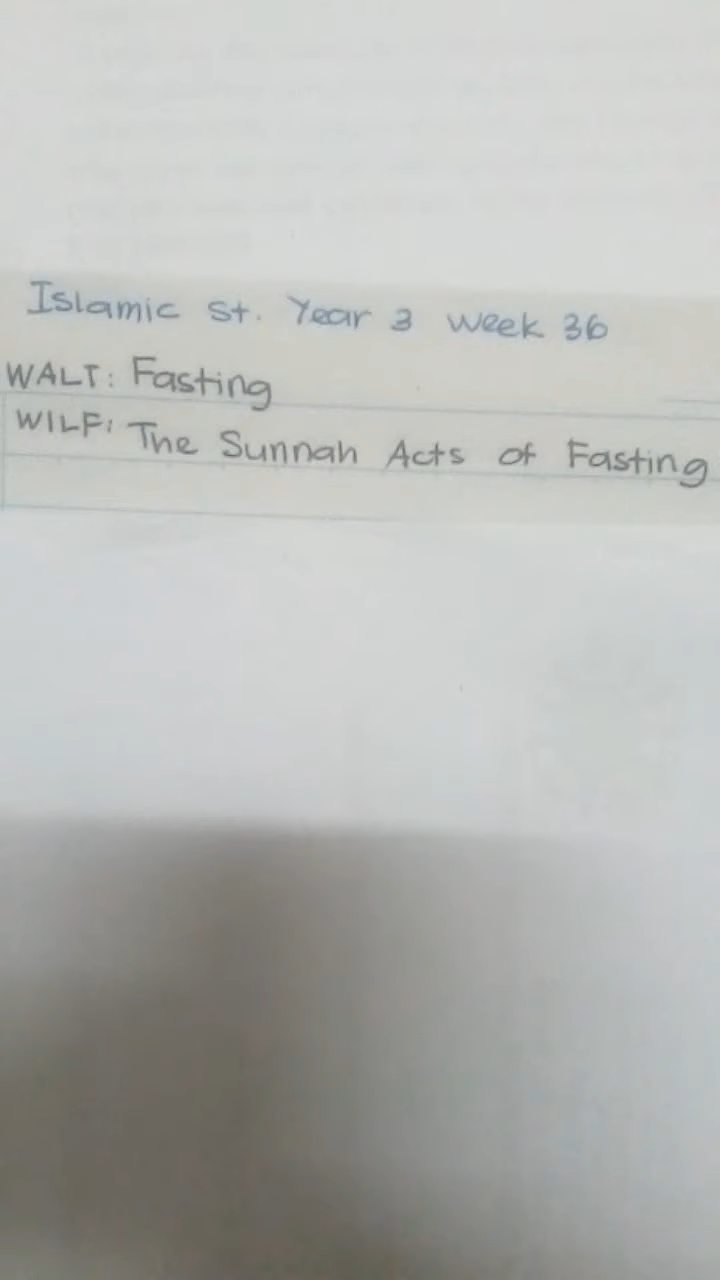 Islamic St. Year 3 Week 36
WALT: Fasting
WILF: The Sunnah Acts of Fasting